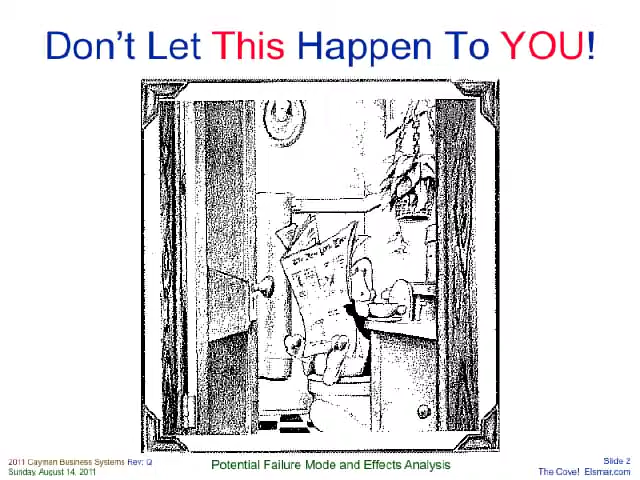 Don't Let This Happen To YOU!
2011 Cayman Business Systems Rev: Q
Sunday, August 14, 2011
Potential Failure Mode and Effects Analysis
Slide 2
The Cove! Elsmar.com